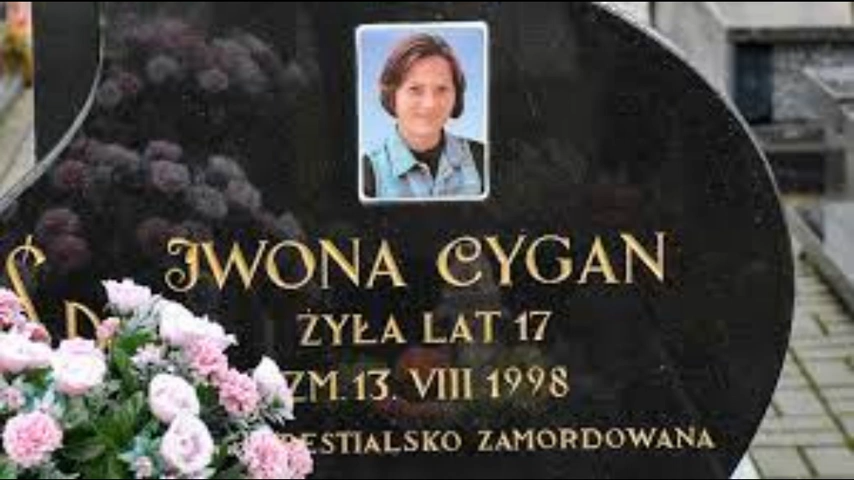 IWONA CYGAN
ŻYŁA LAT 17
ZM. 13. VIII 1998
ZAMORDOWANA